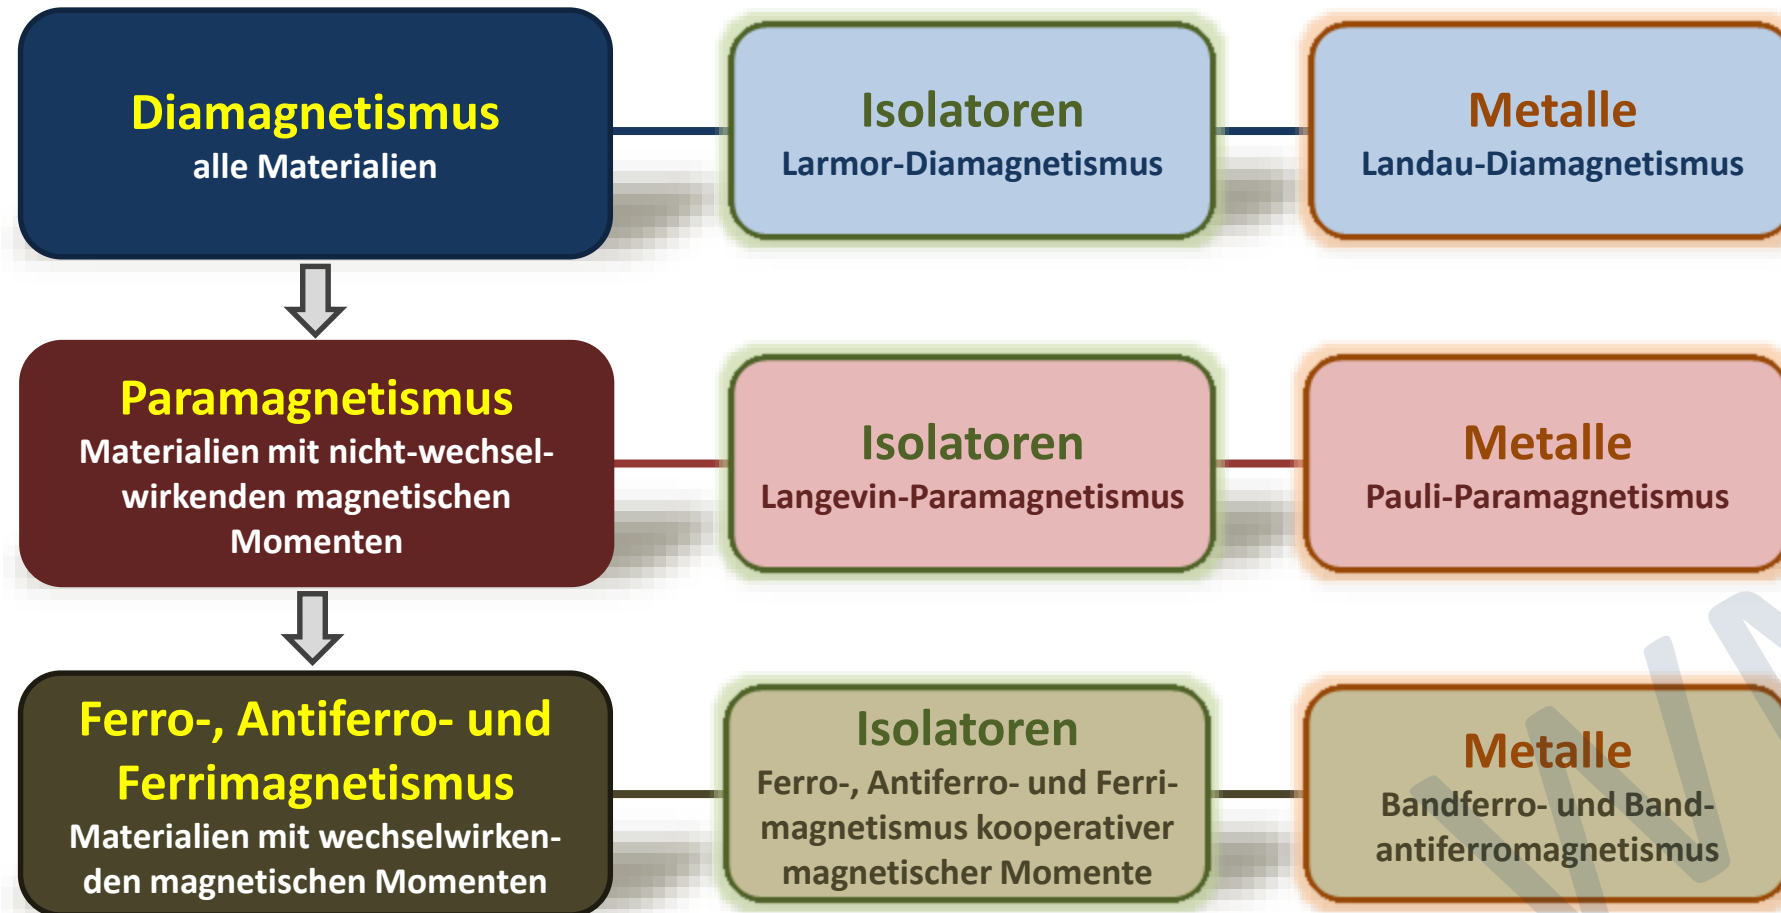 Diamagnetismus
alle Materialien
Isolatoren
Larmor-Diamagnetismus
Metalle
Landau-Diamagnetismus
Paramagnetismus
Materialien mit nicht-wechsel-
wirkenden magnetischen
Momenten
Isolatoren
Langevin-Paramagnetismus
Metalle
Pauli-Paramagnetismus
Ferro-, Antiferro- und
Ferrimagnetismus
Materialien mit wechselwirken-
den magnetischen Momenten
Isolatoren
Ferro-, Antiferro- und Ferri-
magnetismus kooperativer
magnetischer Momente
Metalle
Bandferro- und Band-
antiferromagnetismus